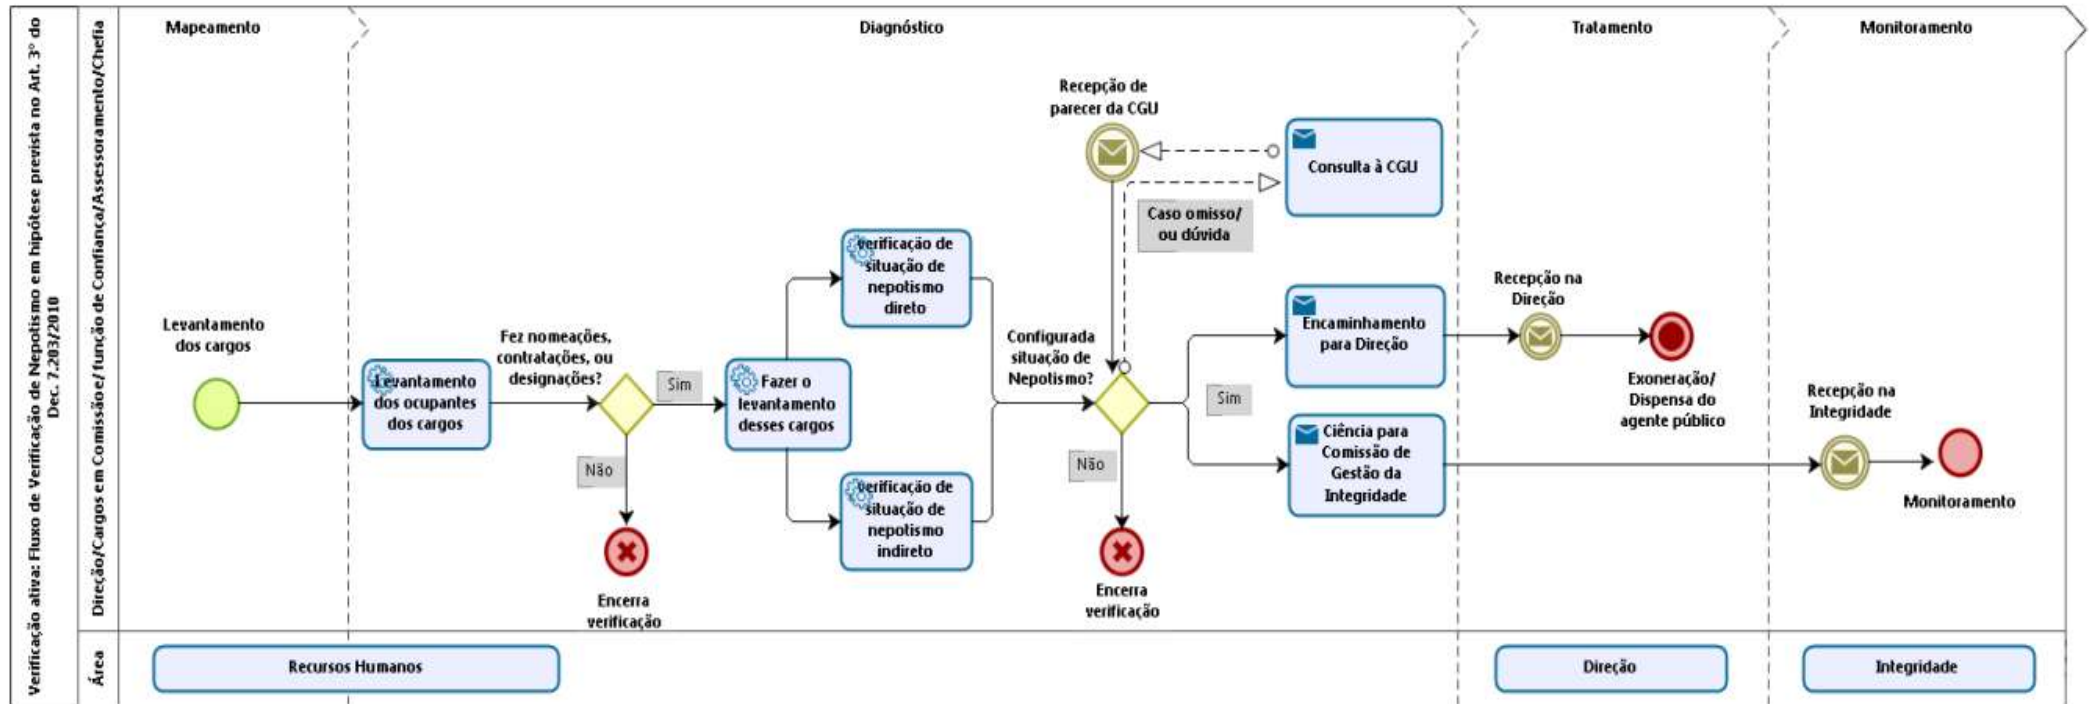 Verificação ativa: Fluxo de Verificação de Nepotismo em hipótese prevista no Art. 3º do
Dec. 7.203/2010
Direção/Cargos em Comissão/função de Confiança/Assessoramento/Chefia
Área
Mapeamento
Diagnóstico
Tratamento
Monitoramento
Levantamento
dos cargos
Levantamento
dos ocupantes
dos cargos
Fez nomeações,
contratações, ou
designações?
Sim
Não
Encerra
verificação
Fazer o
levantamento
desses cargos
verificação de
situação de
nepotismo
direto
verificação de
situação de
nepotismo
indireto
Configurada
situação de
Nepotismo?
Recepção de
parecer da CGU
Caso omisso/
ou dúvida
Consulta à CGU
Sim
Não
Encerra
verificação
Encaminhamento
para Direção
Ciência para
Comissão de
Gestão da
Integridade
Recepção na
Direção
Exoneração/
Dispensa do
agente público
Recepção na
Integridade
Monitoramento
Recursos Humanos
Direção
Integridade